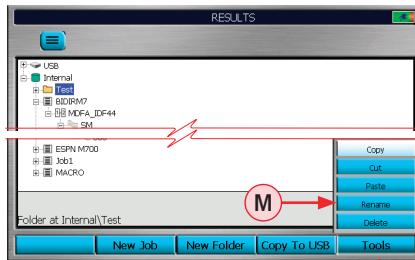 RESULTS
USB
Internal
Test
BIDIRM7
MDFA_IDF44
SM
ESPN M700
Job1
MACRO
Copy
Cut
Paste
M
Rename
Folder at Internal\Test
Delete
New Job
New Folder
Copy To USB
Tools